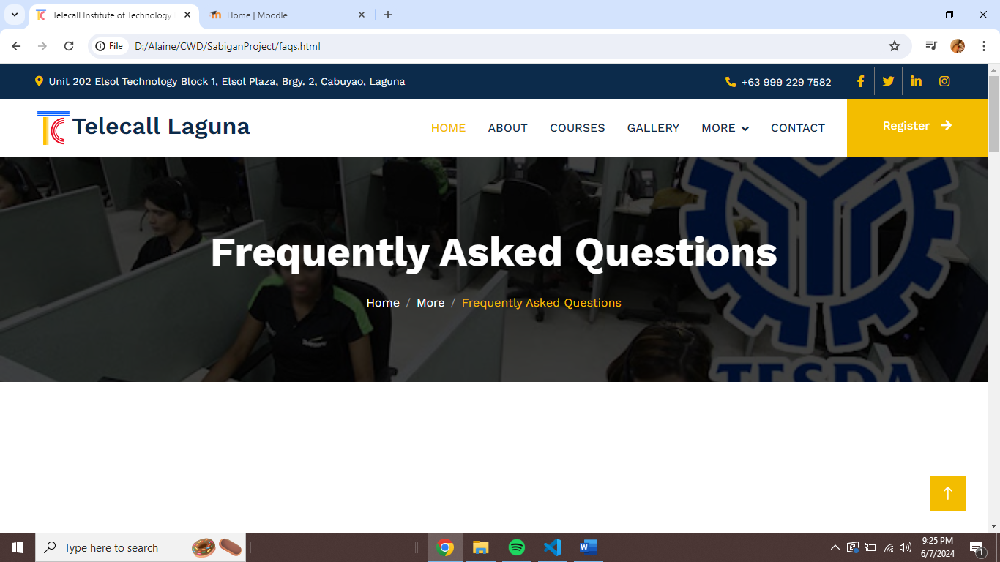 Telecall Institute of Technology
Home | Moodle
File
D:/Alaine/CWD/SabiganProject/faqs.html
Unit 202 Elsol Technology Block 1, Elsol Plaza, Brgy. 2, Cabuyao, Laguna
+63 999 229 7582
TC Telecall Laguna
HOME ABOUT COURSES GALLERY MORE CONTACT
Register
Frequently Asked Questions
Home / More / Frequently Asked Questions
TESDA
Type here to search
9:25 PM
6/7/2024
1